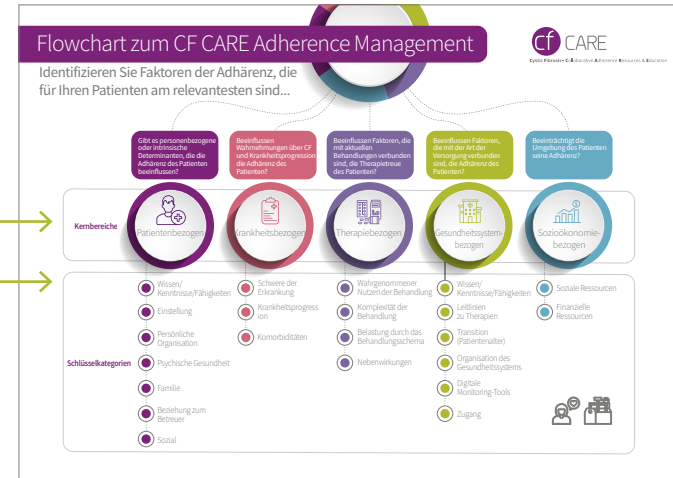 Flowchart zum CF CARE Adherence Management
cf CARE
Cystic Fibrosis • Collaborative Adherence Resources & Education
Identifizieren Sie Faktoren der Adhärenz, die
für Ihren Patienten am relevantesten sind...
Gibt es personenbezogene
oder intrinsische
Determinanten, die die
Adhärenz des Patienten
beeinflussen?
Beeinflussen
Wahrnehmungen über CF
und Krankheitsprogression
die Adhärenz des
Patienten?
Beeinflussen Faktoren, die
mit aktuellen
Behandlungen verbunden
sind, die Therapietreue
des Patienten?
Beeinflussen Faktoren,
die mit der Art der
Versorgung verbunden
sind, die Adhärenz des
Patienten?
Beeinträchtigt die
Umgebung des Patienten
seine Adhärenz?
Kernbereiche
Patientenbezogen
Krankheitsbezogen
Therapiebezogen
Gesundheitssystem-
bezogen
Sozioökonomie-
bezogen
Schlüsselkategorien
Wissen/
Kenntnisse/Fähigkeiten
Einstellung
Persönliche
Organisation
Psychische Gesundheit
Familie
Beziehung zum
Betreuer
Sozial
Schwere der
Erkrankung
Krankheitsprogress
ion
Komorbiditäten
Wahrgenommener
Nutzen der Behandlung
Komplexität der
Behandlung
Belastung durch das
Behandlungsschema
Nebenwirkungen
Wissen/
Kenntnisse/Fähigkeiten
Leitlinien
zu Therapien
Transition
(Patientenalter)
Organisation des
Gesundheitssystems
Digitale
Monitoring-Tools
Zugang
Soziale Ressourcen
Finanzielle
Ressourcen